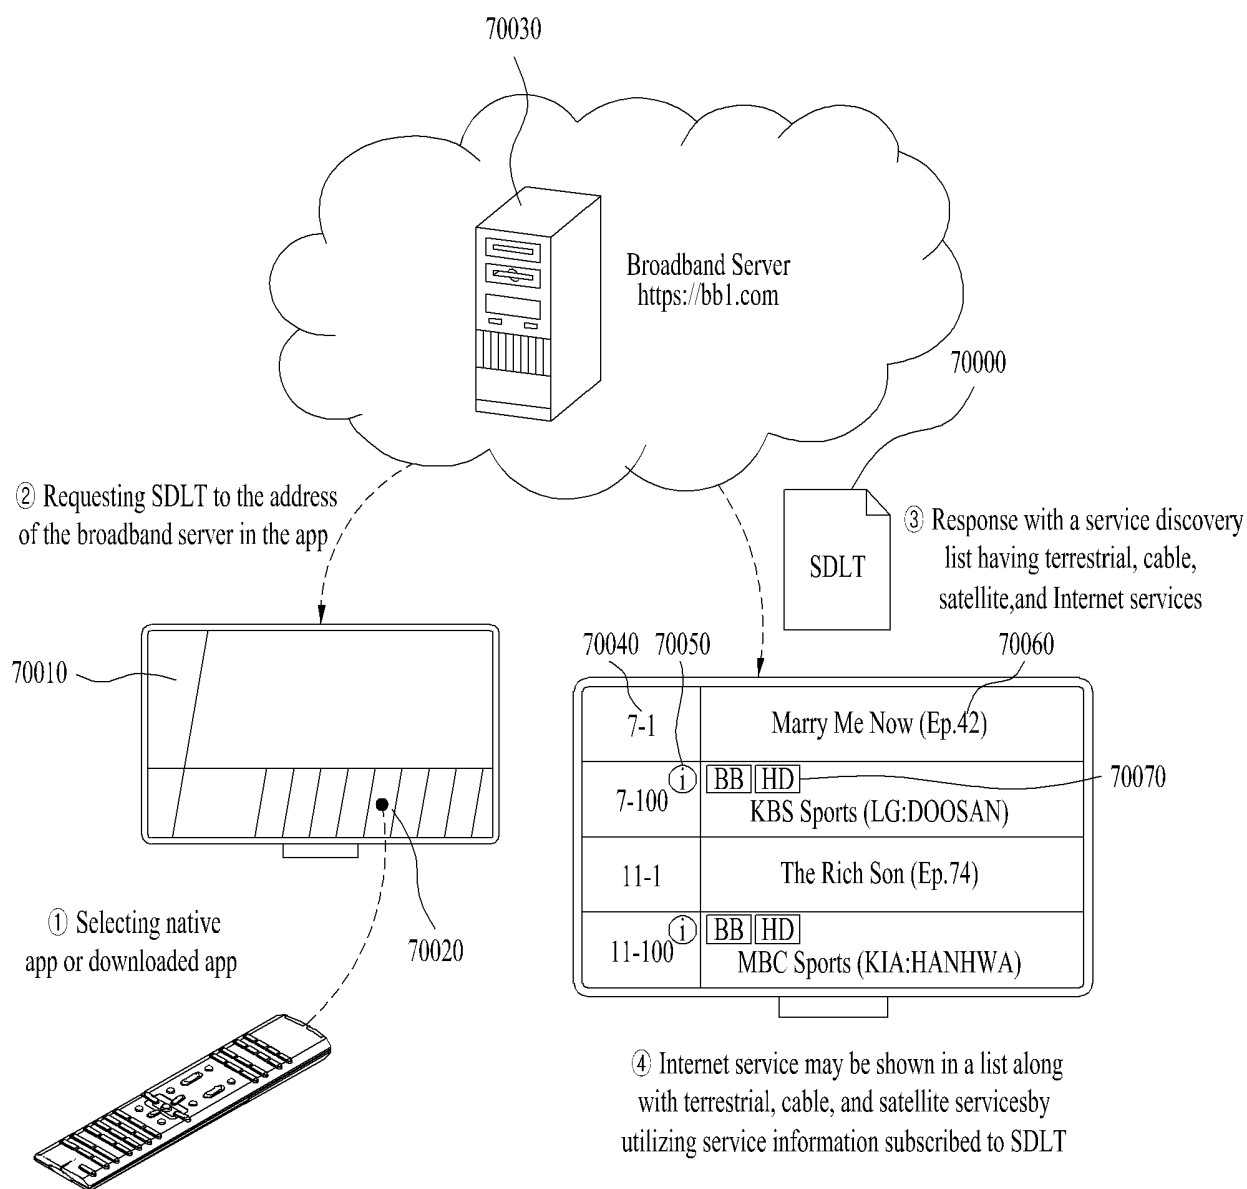 70030
Broadband Server
https://bb1.com
70000
② Requesting SDLT to the address
of the broadband server in the app
SDLT
③ Response with a service discovery
list having terrestrial, cable,
satellite,and Internet services
70010
70020
① Selecting native
app or downloaded app
70040
70050
70060
7-1
Marry Me Now (Ep.42)
7-100
i
BB HD
70070
KBS Sports (LG:DOOSAN)
11-1
The Rich Son (Ep.74)
11-100
i
BB HD
MBC Sports (KIA:HANHWA)
④ Internet service may be shown in a list along
with terrestrial, cable, and satellite servicesby
utilizing service information subscribed to SDLT